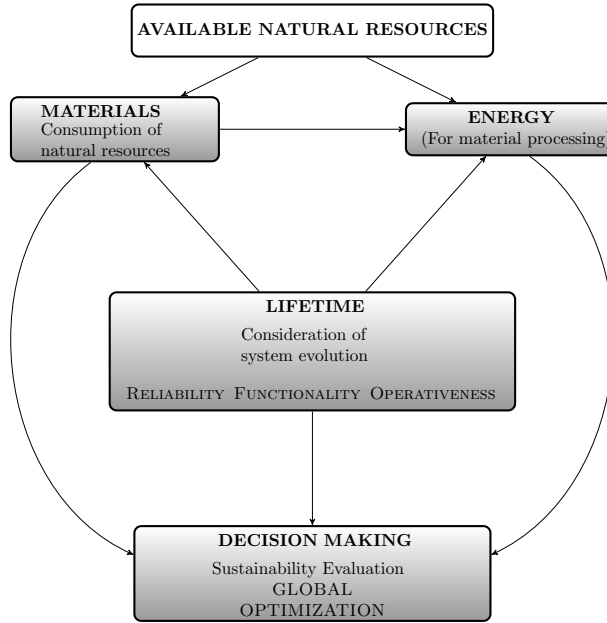 AVAILABLE NATURAL RESOURCES
MATERIALS
Consumption of
natural resources
ENERGY
(For material processing)
LIFETIME
Consideration of
system evolution
RELIABILITY FUNCTIONALITY OPERATIVENESS
DECISION MAKING
Sustainability Evaluation
GLOBAL
OPTIMIZATION